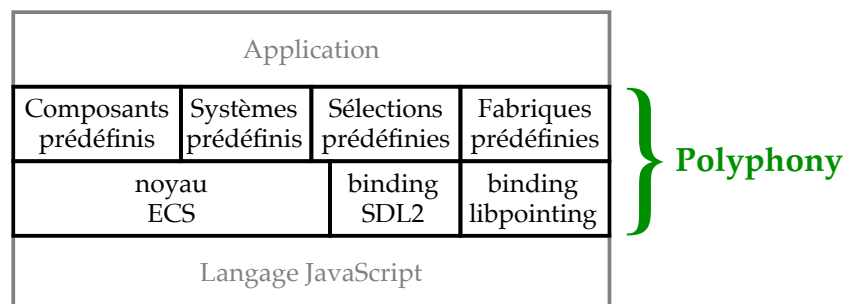 Application
Composants Systèmes Sélections Fabriques
prédéfinis prédéfinis prédéfinies prédéfinies
Polyphony
noyau binding binding
ECS SDL2 libpointing
Langage JavaScript